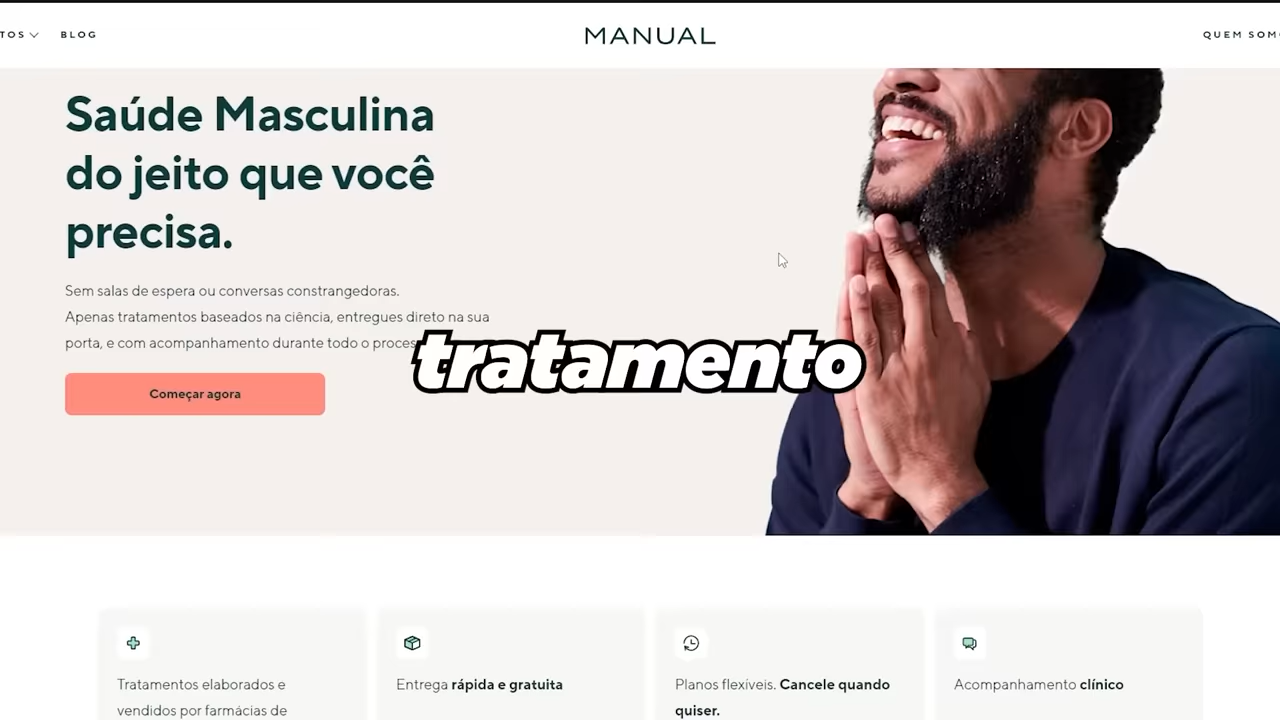 TOS
BLOG
MANUAL
QUEM SOM
Saúde Masculina
do jeito que você
precisa.
Sem salas de espera ou conversas constrangedoras.
Apenas tratamentos baseados na ciência, entregues direto na sua
porta, e com acompanhamento durante todo o proces
tratamento
Começar agora
Tratamentos elaborados e
vendidos por farmácias de
Entrega rápida e gratuita
Planos flexíveis. Cancele quando
quiser.
Acompanhamento clínico